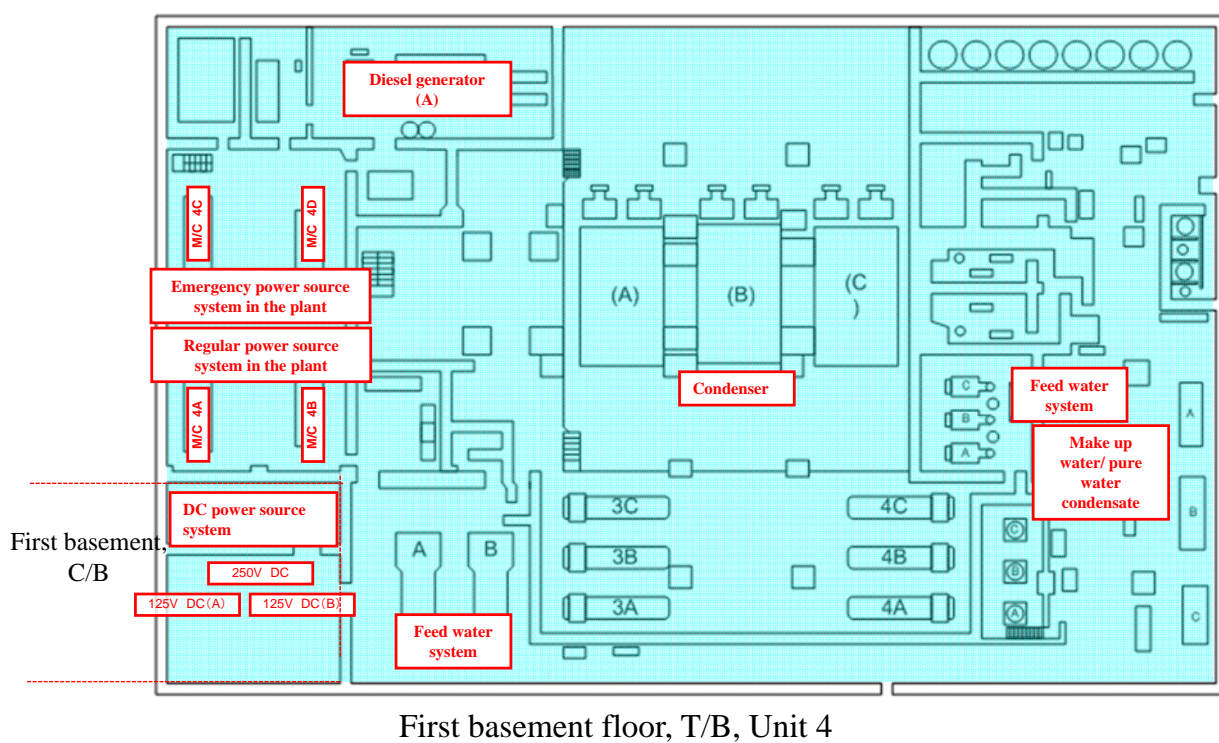 Diesel generator
(A)
M/C 4C
M/C 4D
Emergency power source
system in the plant
Regular power source
system in the plant
M/C 4A
M/C 4B
(A)
(B)
(C
)
Condenser
C
B
A
Feed water
system
Make up
water/ pure
water
condensate
A
B
C
DC power source
system
First basement,
C/B
250V DC
125V DC(A)
125V DC(B)
A
B
Feed water
system
3C
3B
3A
4C
4B
4A
C
B
A
First basement floor, T/B, Unit 4